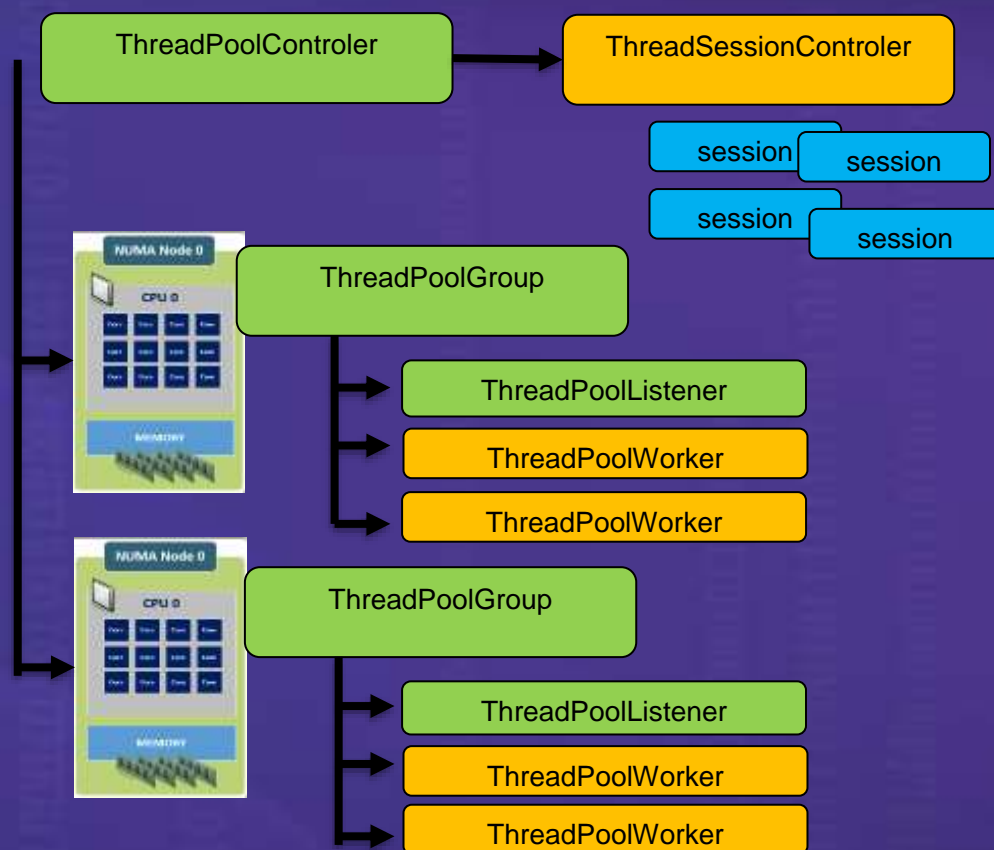 ThreadPoolControler
ThreadSessionControler
session
session
session
session
NUMA Node 0
CPU 0
MEMORY
ThreadPoolGroup
ThreadPoolListener
ThreadPoolWorker
ThreadPoolWorker
NUMA Node 0
CPU 0
MEMORY
ThreadPoolGroup
ThreadPoolListener
ThreadPoolWorker
ThreadPoolWorker